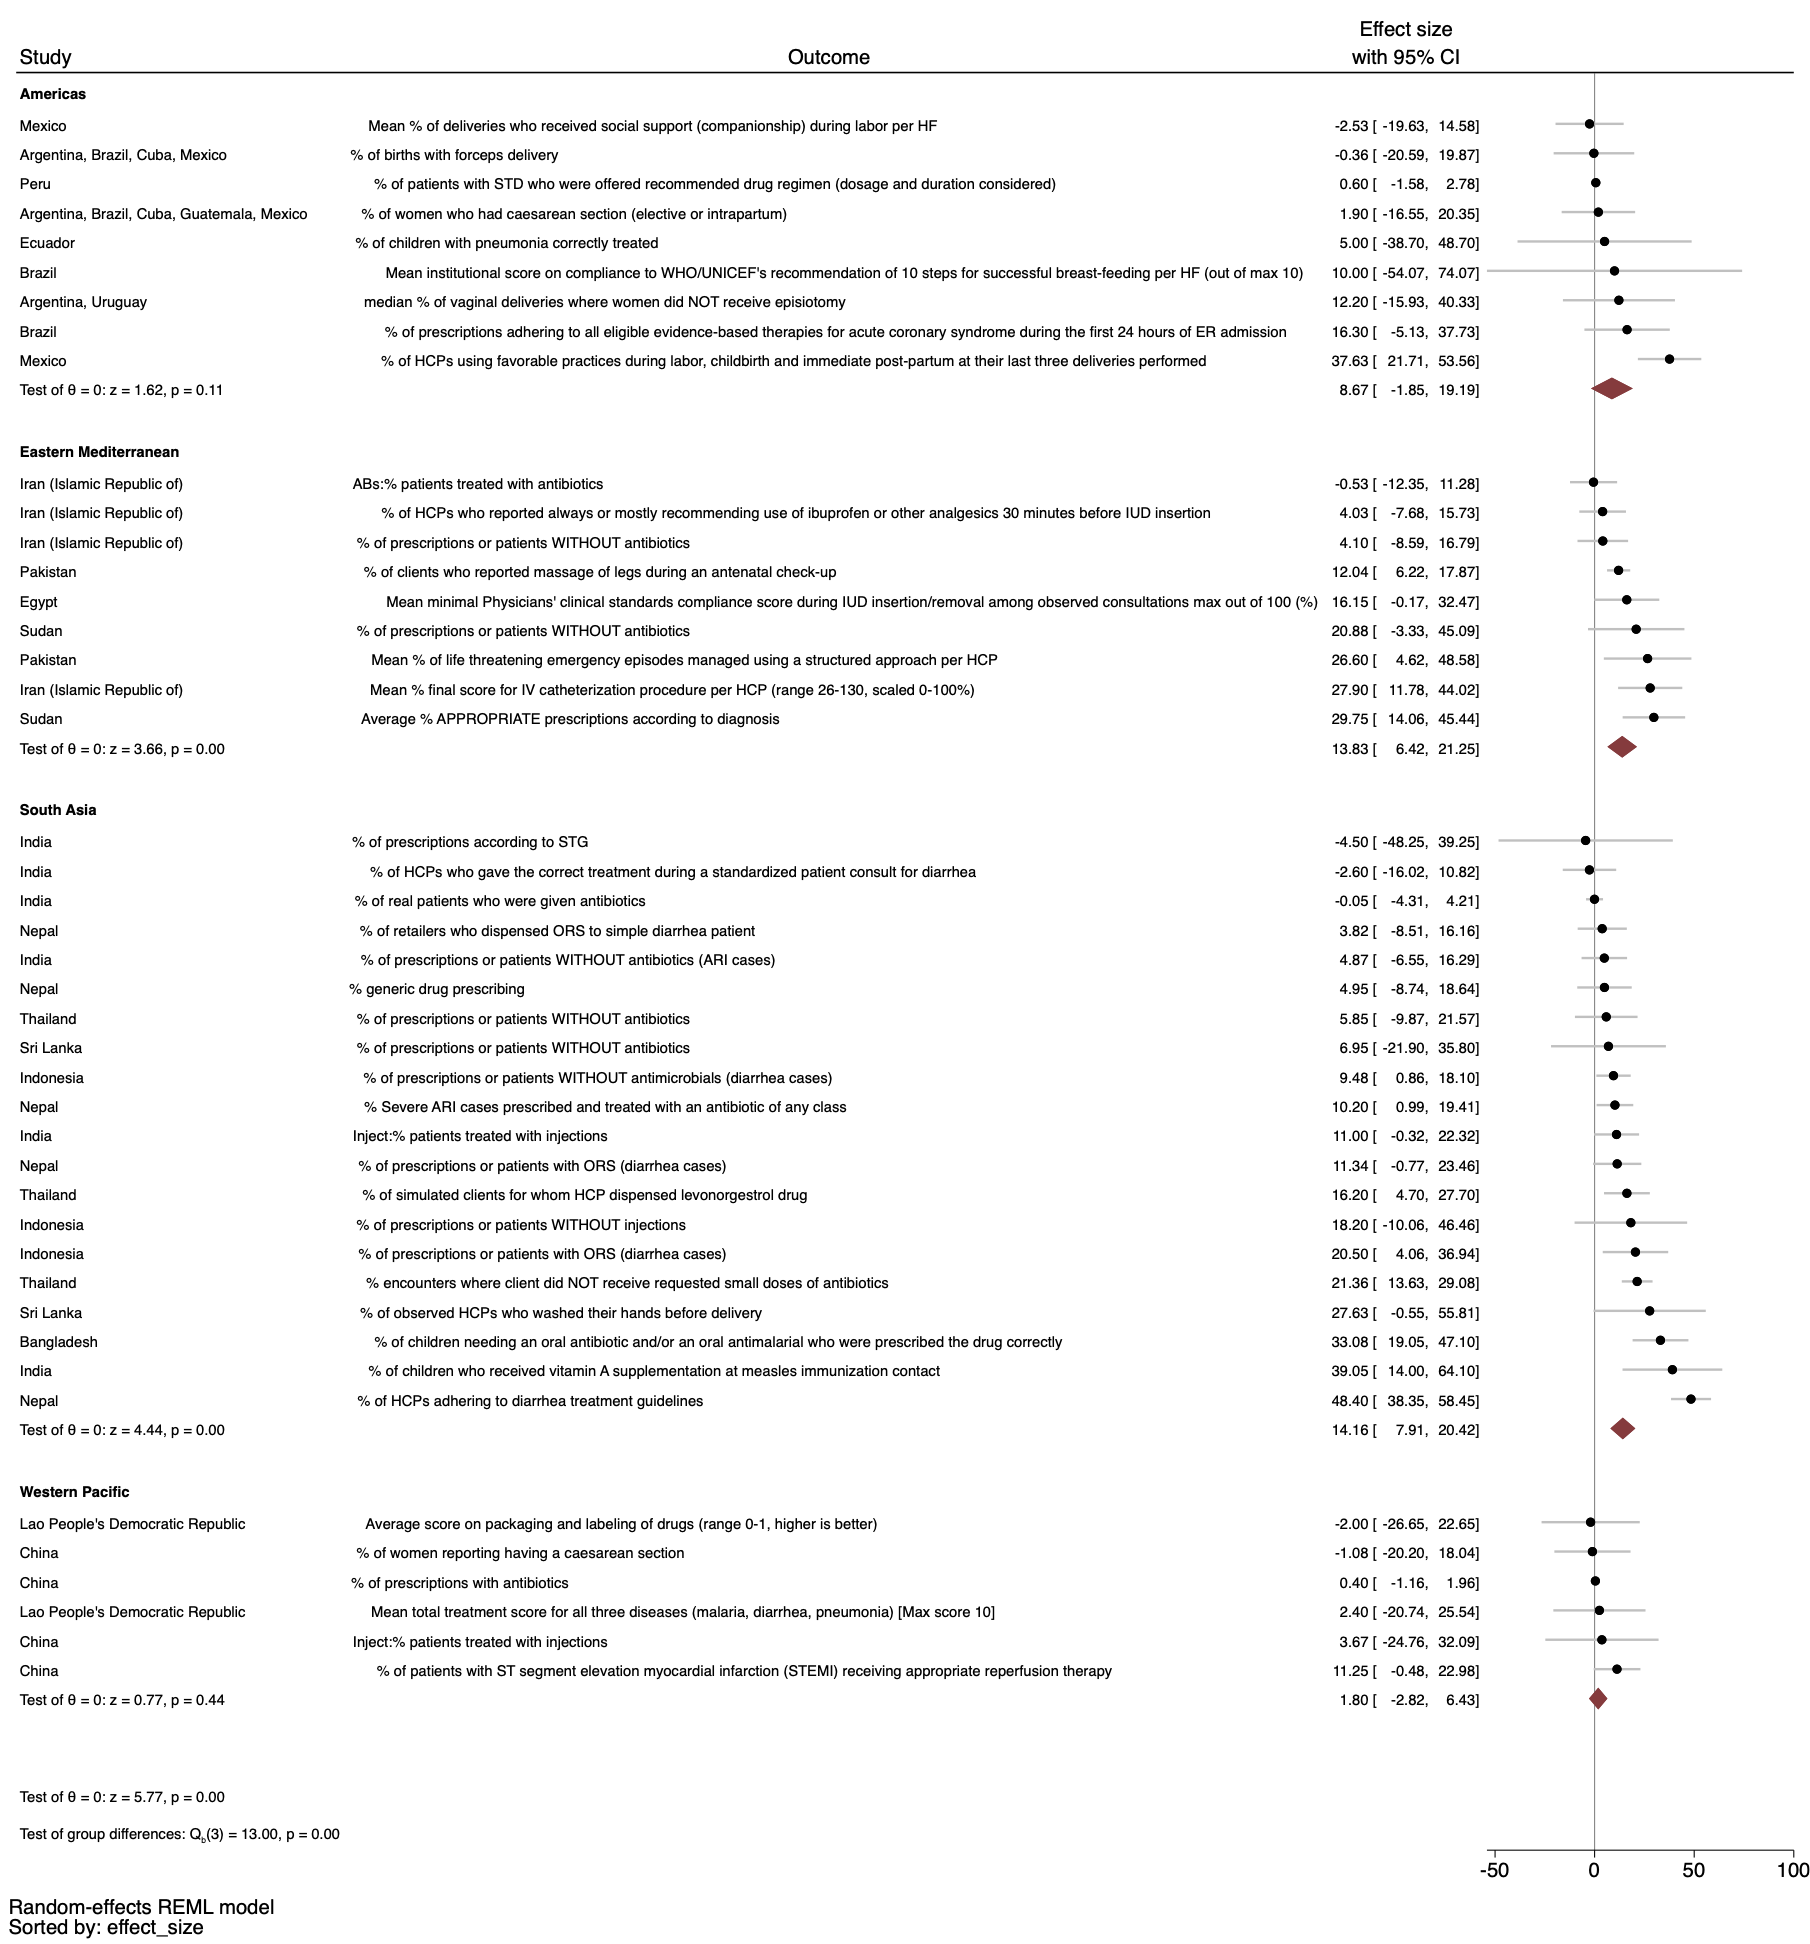 Effect size
Study Outcome with 95% CI
Americas
Mexico Mean % of deliveries who received social support (companionship) during labor per HF -2.53 [ -19.63, 14.58]
Argentina, Brazil, Cuba, Mexico % of births with forceps delivery -0.36 [ -20.59, 19.87]
Peru % of patients with STD who were offered recommended drug regimen (dosage and duration considered) 0.60 [ -1.58, 2.78]
Argentina, Brazil, Cuba, Guatemala, Mexico % of women who had caesarean section (elective or intrapartum) 1.90 [ -16.55, 20.35]
Ecuador % of children with pneumonia correctly treated 5.00 [ -38.70, 48.70]
Brazil Mean institutional score on compliance to WHO/UNICEF's recommendation of 10 steps for successful breast-feeding per HF (out of max 10) 10.00 [ -54.07, 74.07]
Argentina, Uruguay median % of vaginal deliveries where women did NOT receive episiotomy 12.20 [ -15.93, 40.33]
Brazil % of prescriptions adhering to all eligible evidence-based therapies for acute coronary syndrome during the first 24 hours of ER admission 16.30 [ -5.13, 37.73]
Mexico % of HCPs using favorable practices during labor, childbirth and immediate post-partum at their last three deliveries performed 37.63 [ 21.71, 53.56]
Test of θ = 0: z = 1.62, p = 0.11 8.67 [ -1.85, 19.19]
Eastern Mediterranean
Iran (Islamic Republic of) ABs:% patients treated with antibiotics -0.53 [ -12.35, 11.28]
Iran (Islamic Republic of) % of HCPs who reported always or mostly recommending use of ibuprofen or other analgesics 30 minutes before IUD insertion 4.03 [ -7.68, 15.73]
Iran (Islamic Republic of) % of prescriptions or patients WITHOUT antibiotics 4.10 [ -8.59, 16.79]
Pakistan % of clients who reported massage of legs during an antenatal check-up 12.04 [ 6.22, 17.87]
Egypt Mean minimal Physicians' clinical standards compliance score during IUD insertion/removal among observed consultations max out of 100 (%) 16.15 [ -0.17, 32.47]
Sudan % of prescriptions or patients WITHOUT antibiotics 20.88 [ -3.33, 45.09]
Pakistan Mean % of life threatening emergency episodes managed using a structured approach per HCP 26.60 [ 4.62, 48.58]
Iran (Islamic Republic of) Mean % final score for IV catheterization procedure per HCP (range 26-130, scaled 0-100%) 27.90 [ 11.78, 44.02]
Sudan Average % APPROPRIATE prescriptions according to diagnosis 29.75 [ 14.06, 45.44]
Test of θ = 0: z = 3.66, p = 0.00 13.83 [ 6.42, 21.25]
South Asia
India % of prescriptions according to STG -4.50 [ -48.25, 39.25]
India % of HCPs who gave the correct treatment during a standardized patient consult for diarrhea -2.60 [ -16.02, 10.82]
India % of real patients who were given antibiotics -0.05 [ -4.31, 4.21]
Nepal % of retailers who dispensed ORS to simple diarrhea patient 3.82 [ -8.51, 16.16]
India % of prescriptions or patients WITHOUT antibiotics (ARI cases) 4.87 [ -6.55, 16.29]
Nepal % generic drug prescribing 4.95 [ -8.74, 18.64]
Thailand % of prescriptions or patients WITHOUT antibiotics 5.85 [ -9.87, 21.57]
Sri Lanka % of prescriptions or patients WITHOUT antibiotics 6.95 [ -21.90, 35.80]
Indonesia % of prescriptions or patients WITHOUT antimicrobials (diarrhea cases) 9.48 [ 0.86, 18.10]
Nepal % Severe ARI cases prescribed and treated with an antibiotic of any class 10.20 [ 0.99, 19.41]
India Inject:% patients treated with injections 11.00 [ -0.32, 22.32]
Nepal % of prescriptions or patients with ORS (diarrhea cases) 11.34 [ -0.77, 23.46]
Thailand % of simulated clients for whom HCP dispensed levonorgestrol drug 16.20 [ 4.70, 27.70]
Indonesia % of prescriptions or patients WITHOUT injections 18.20 [ -10.06, 46.46]
Indonesia % of prescriptions or patients with ORS (diarrhea cases) 20.50 [ 4.06, 36.94]
Thailand % encounters where client did NOT receive requested small doses of antibiotics 21.36 [ 13.63, 29.08]
Sri Lanka % of observed HCPs who washed their hands before delivery 27.63 [ -0.55, 55.81]
Bangladesh % of children needing an oral antibiotic and/or an oral antimalarial who were prescribed the drug correctly 33.08 [ 19.05, 47.10]
India % of children who received vitamin A supplementation at measles immunization contact 39.05 [ 14.00, 64.10]
Nepal % of HCPs adhering to diarrhea treatment guidelines 48.40 [ 38.35, 58.45]
Test of θ = 0: z = 4.44, p = 0.00 14.16 [ 7.91, 20.42]
Western Pacific
Lao People's Democratic Republic Average score on packaging and labeling of drugs (range 0-1, higher is better) -2.00 [ -26.65, 22.65]
China % of women reporting having a caesarean section -1.08 [ -20.20, 18.04]
China % of prescriptions with antibiotics 0.40 [ -1.16, 1.96]
Lao People's Democratic Republic Mean total treatment score for all three diseases (malaria, diarrhea, pneumonia) [Max score 10] 2.40 [ -20.74, 25.54]
China Inject:% patients treated with injections 3.67 [ -24.76, 32.09]
China % of patients with ST segment elevation myocardial infarction (STEMI) receiving appropriate reperfusion therapy 11.25 [ -0.48, 22.98]
Test of θ = 0: z = 0.77, p = 0.44 1.80 [ -2.82, 6.43]
Test of θ = 0: z = 5.77, p = 0.00
Test of group differences: Q_b(3) = 13.00, p = 0.00
-50 0 50 100
Random-effects REML model
Sorted by: effect_size